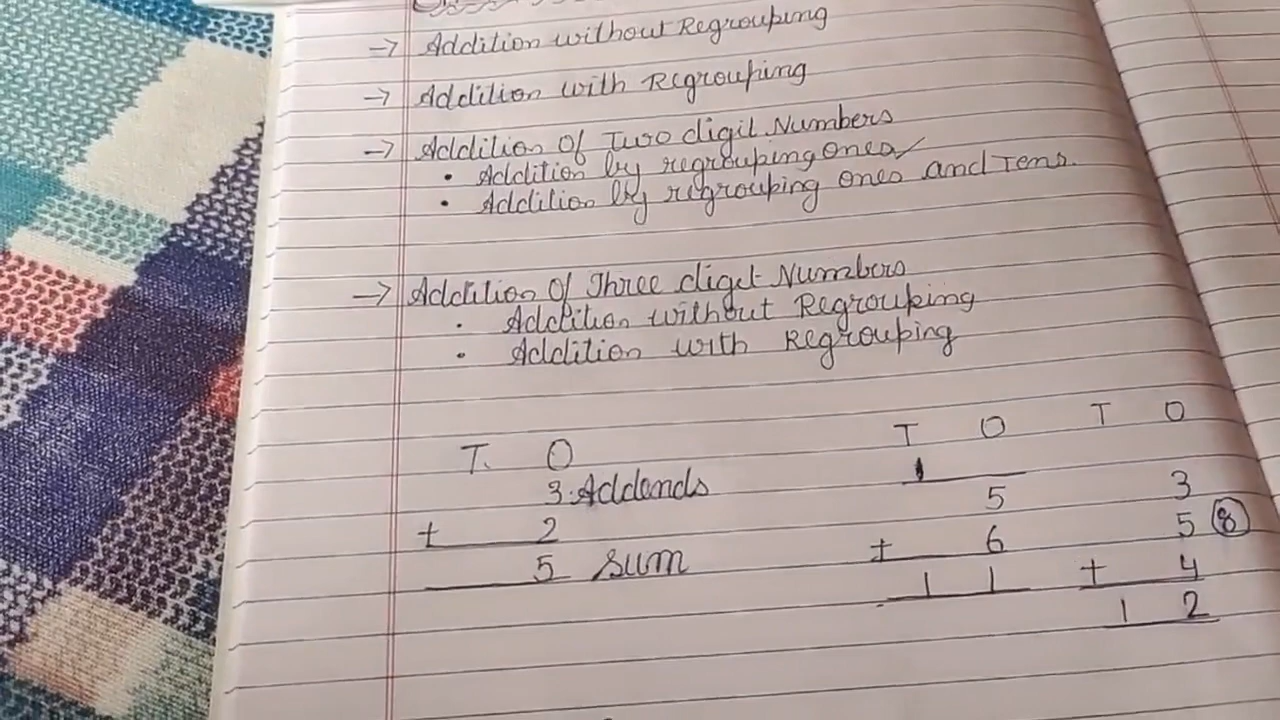 → Addition without Regrouping
→ Addition with Regrouping
→ Addition Of Two digit Numbers
• Addition by regrouping Ones ✓
• Addition by regrouping Ones and Tens.
→ Addition Of Three digit Numbers
• Addition without Regrouping
• Addition with Regrouping
T. O
3 Addends
+ 2
5 Sum
T O
1
5
+ 6
1 1
T O
3
5 8
+ 4
1 2